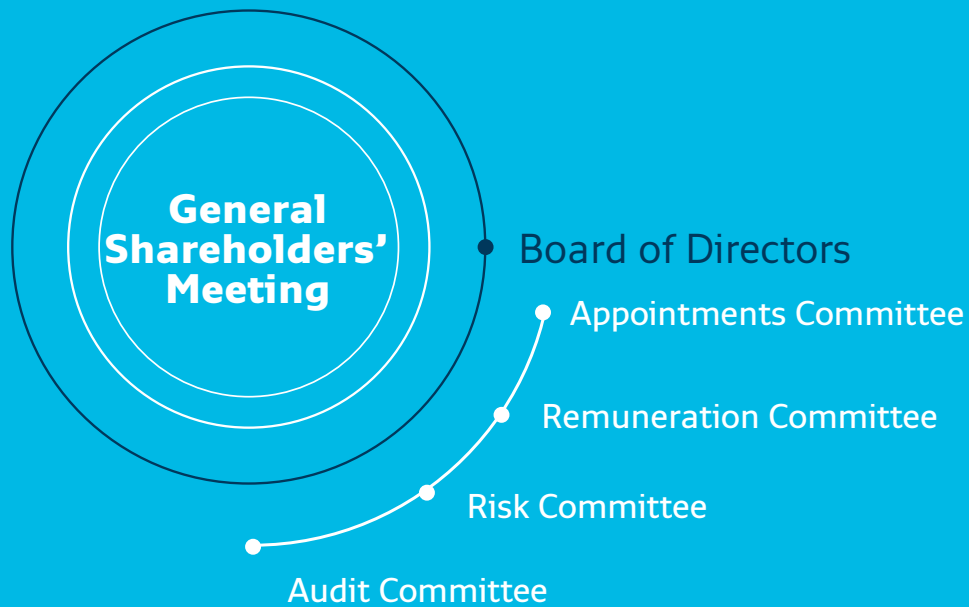 General
Shareholders’
Meeting
Board of Directors
Appointments Committee
Remuneration Committee
Risk Committee
Audit Committee